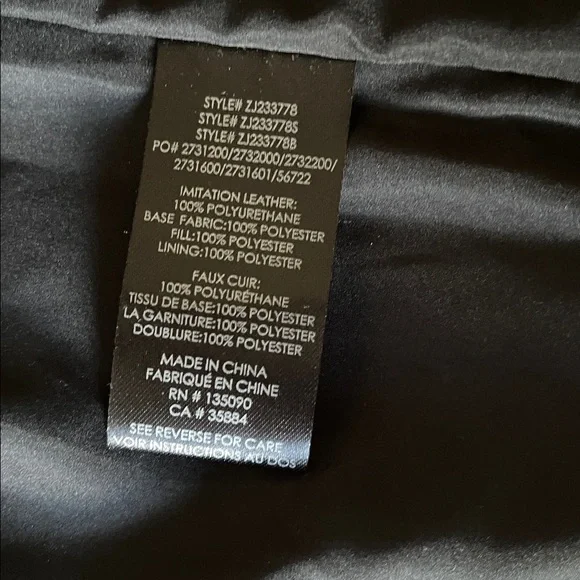 STYLE# ZJ233778
STYLE# ZJ233778S
STYLE# ZJ233778B
PO# 2731200/2732000/2732200/
2731600/2731601/56722
IMITATION LEATHER:
100% POLYURETHANE
BASE FABRIC:100% POLYESTER
FILL:100% POLYESTER
LINING:100% POLYESTER
FAUX CUIR:
100% POLYURÉTHANE
TISSU DE BASE:100% POLYESTER
LA GARNITURE:100% POLYESTER
DOUBLURE:100% POLYESTER
MADE IN CHINA
FABRIQUÉ EN CHINE
RN # 135090
CA # 35884
SEE REVERSE FOR CARE
VOIR INSTRUCTIONS AU DOS